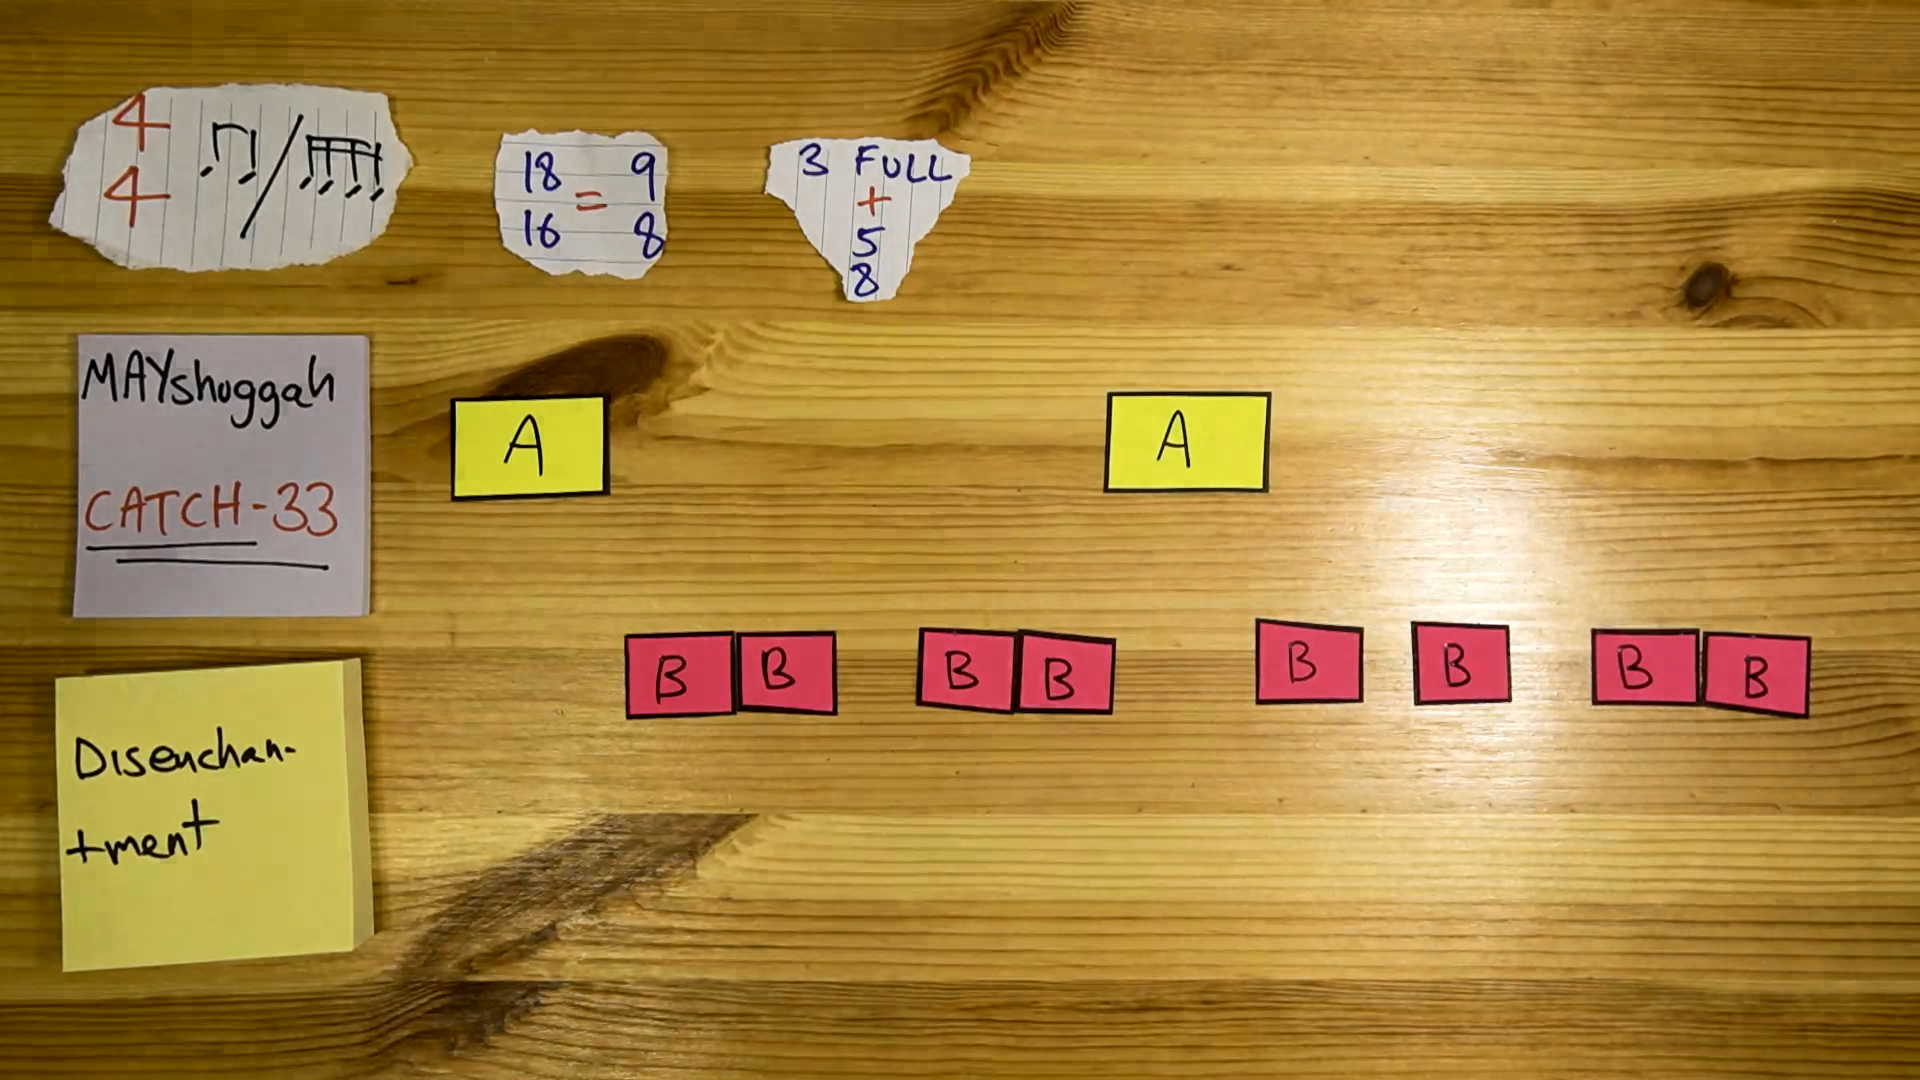 4
4
18 = 9
16 8
3 FULL
+
5
8
MAYshuggah
CATCH-33
A A
B B B B B B B B
Disenchan-
tment